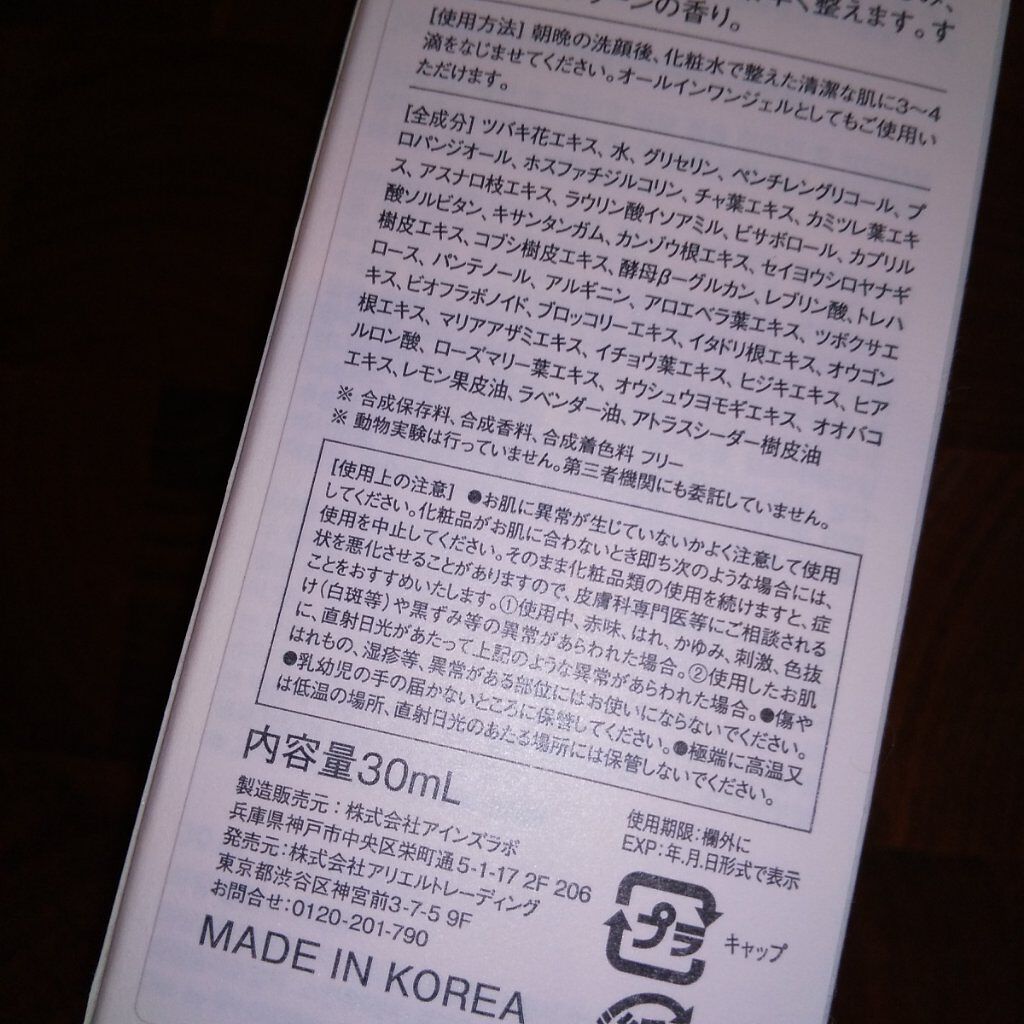 整えます。す
ンの香り。
[使用方法] 朝晩の洗顔後、化粧水で整えた清潔な肌に3〜4
滴をなじませてください。オールインワンジェルとしてもご使用い
ただけます。
[全成分] ツバキ花エキス、水、グリセリン、ペンチレングリコール、プ
ロパンジオール、ホスファチジルコリン、チャ葉エキス、カミツレ葉エキ
ス、アスナロ枝エキス、ラウリン酸イソアミル、ビサボロール、カプリル
酸ソルビタン、キサンタンガム、カンゾウ根エキス、セイヨウシロヤナギ
樹皮エキス、コブシ樹皮エキス、酵母β−グルカン、レブリン酸、トレハ
ロース、パンテノール、アルギニン、アロエベラ葉エキス、ツボクサエ
キス、ビオフラボノイド、ブロッコリーエキス、イタドリ根エキス、オウゴン
根エキス、マリアアザミエキス、イチョウ葉エキス、ヒジキエキス、ヒア
ルロン酸、ローズマリー葉エキス、オウシュウヨモギエキス、オオバコ
エキス、レモン果皮油、ラベンダー油、アトラスシーダー樹皮油
※ 合成保存料、合成香料、合成着色料 フリー
※ 動物実験は行っていません。第三者機関にも委託していません。
[使用上の注意] ●お肌に異常が生じていないかよく注意して使用
してください。化粧品がお肌に合わないとき即ち次のような場合には、
使用を中止してください。そのまま化粧品類の使用を続けますと、症
状を悪化させることがありますので、皮膚科専門医等にご相談される
ことをおすすめいたします。①使用中、赤味、はれ、かゆみ、刺激、色抜
け(白斑等)や黒ずみ等の異常があらわれた場合。②使用したお肌
に、直射日光があたって上記のような異常があらわれた場合。●傷や
はれもの、湿疹等、異常がある部位にはお使いにならないでください。
●乳幼児の手の届かないところに保管してください。●極端に高温又
は低温の場所、直射日光のあたる場所には保管しないでください。
内容量30mL
製造販売元：株式会社アインズラボ
兵庫県神戸市中央区栄町通5-1-17 2F 206
発売元：株式会社アリエルトレーディング
東京都渋谷区神宮前3-7-5 9F
お問合せ：0120-201-790
MADE IN KOREA
使用期限：欄外に
EXP：年.月.日形式で表示
プラ
キャップ